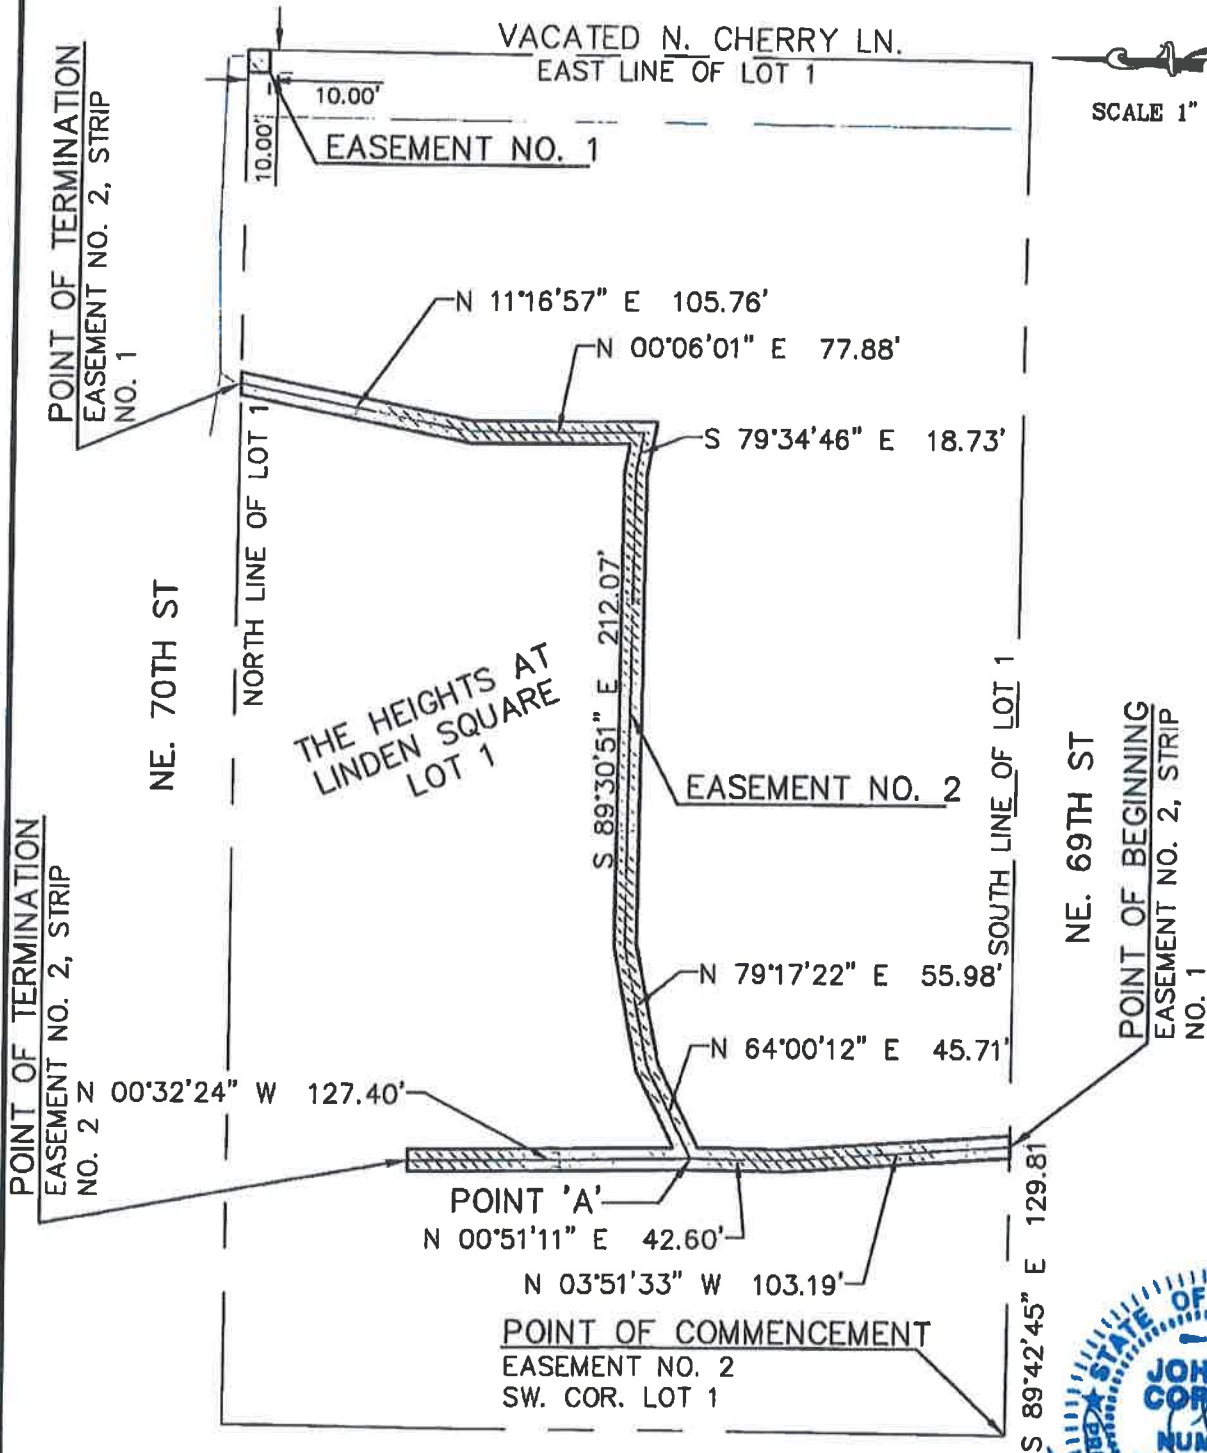 VACATED N. CHERRY LN.
EAST LINE OF LOT 1
SCALE 1"
10.00'
10.00'
EASEMENT NO. 1
POINT OF TERMINATION
EASEMENT NO. 2, STRIP
NO. 1
N 11°16'57" E 105.76'
N 00°06'01" E 77.88'
S 79°34'46" E 18.73'
NORTH LINE OF LOT 1
NE. 70TH ST
THE HEIGHTS AT
LINDEN SQUARE
LOT 1
S 89°30'51" E 212.07'
EASEMENT NO. 2
SOUTH LINE OF LOT 1
NE. 69TH ST
POINT OF BEGINNING
EASEMENT NO. 2, STRIP
NO. 1
N 79°17'22" E 55.98'
N 64°00'12" E 45.71'
POINT OF TERMINATION
EASEMENT NO. 2, STRIP
NO. 2
N 00°32'24" W 127.40'
POINT 'A'
N 00°51'11" E 42.60'
N 03°51'33" W 103.19'
POINT OF COMMENCEMENT
EASEMENT NO. 2
SW. COR. LOT 1
S 89°42'45" E 129.81
STATE OF
JOH
COR
NUM